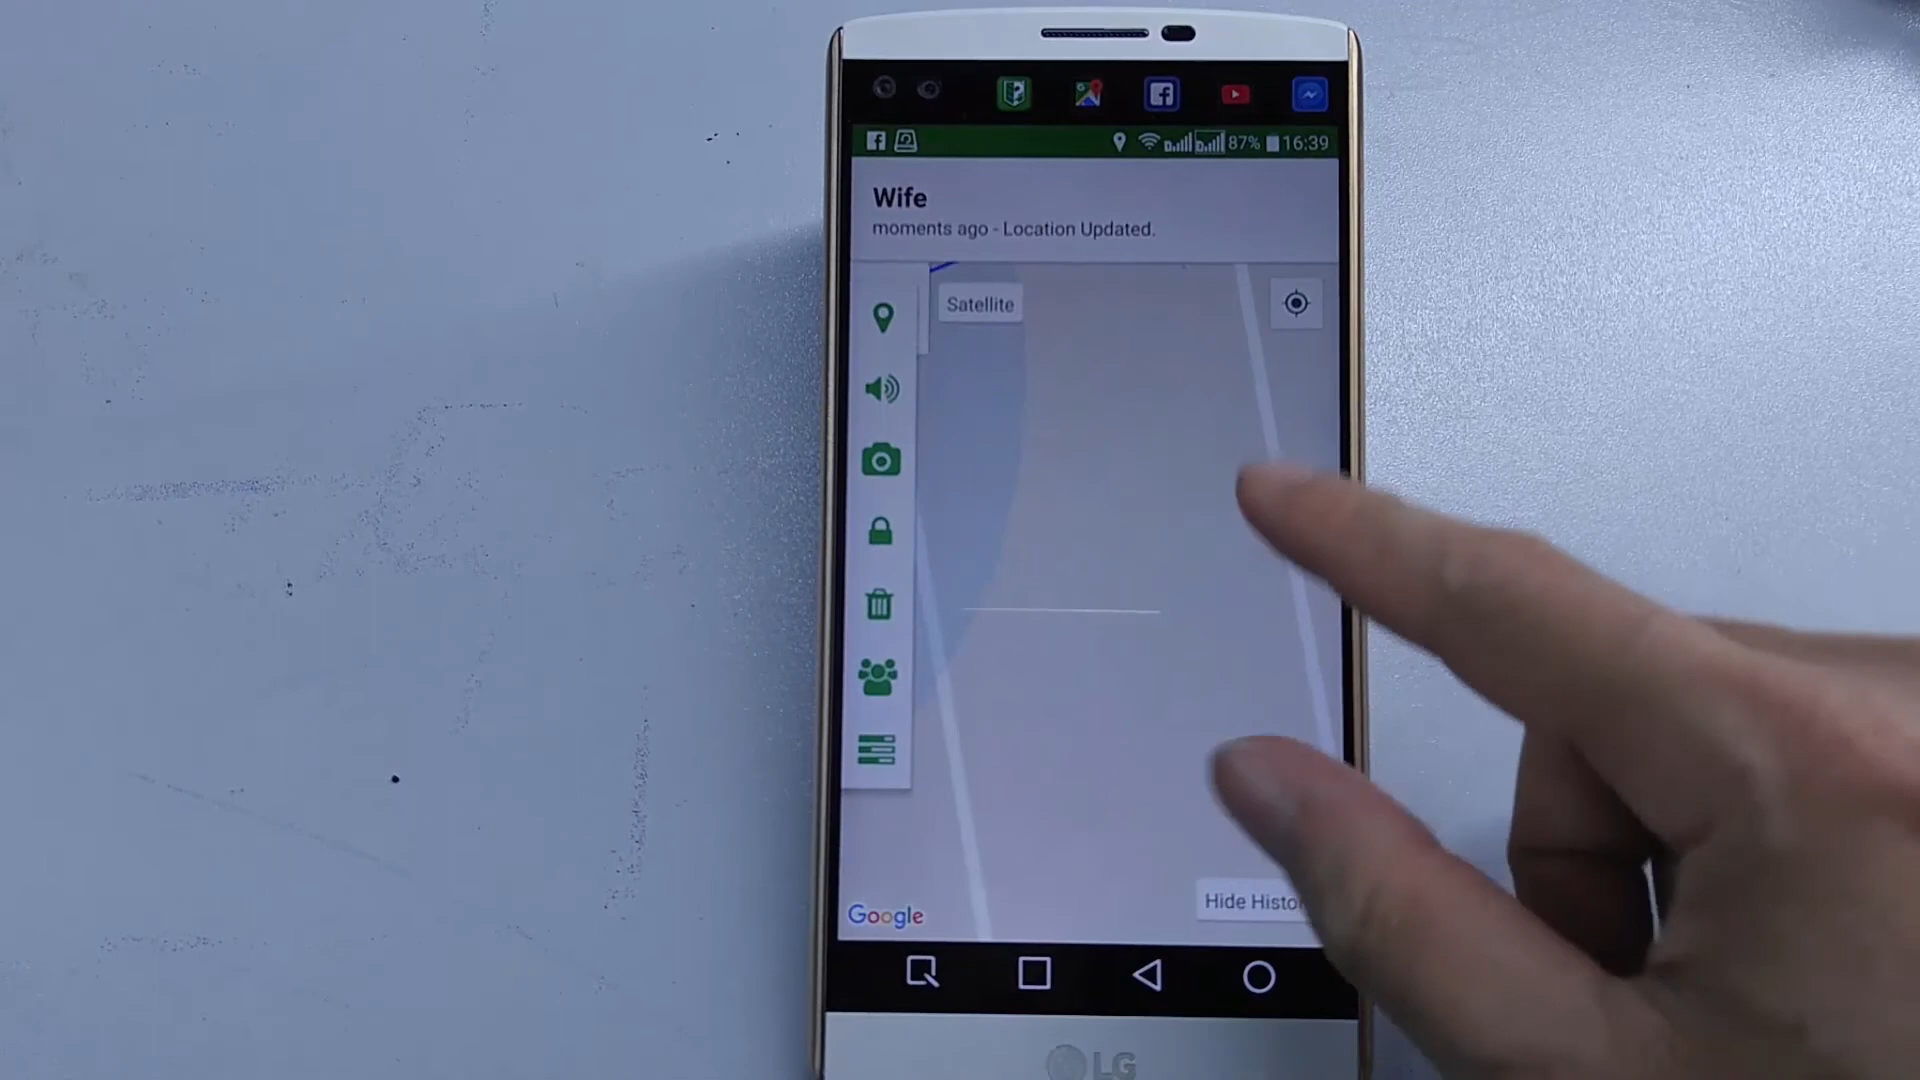 87% 16:39
Wife
moments ago - Location Updated.
Satellite
Hide Histo
Google
LG